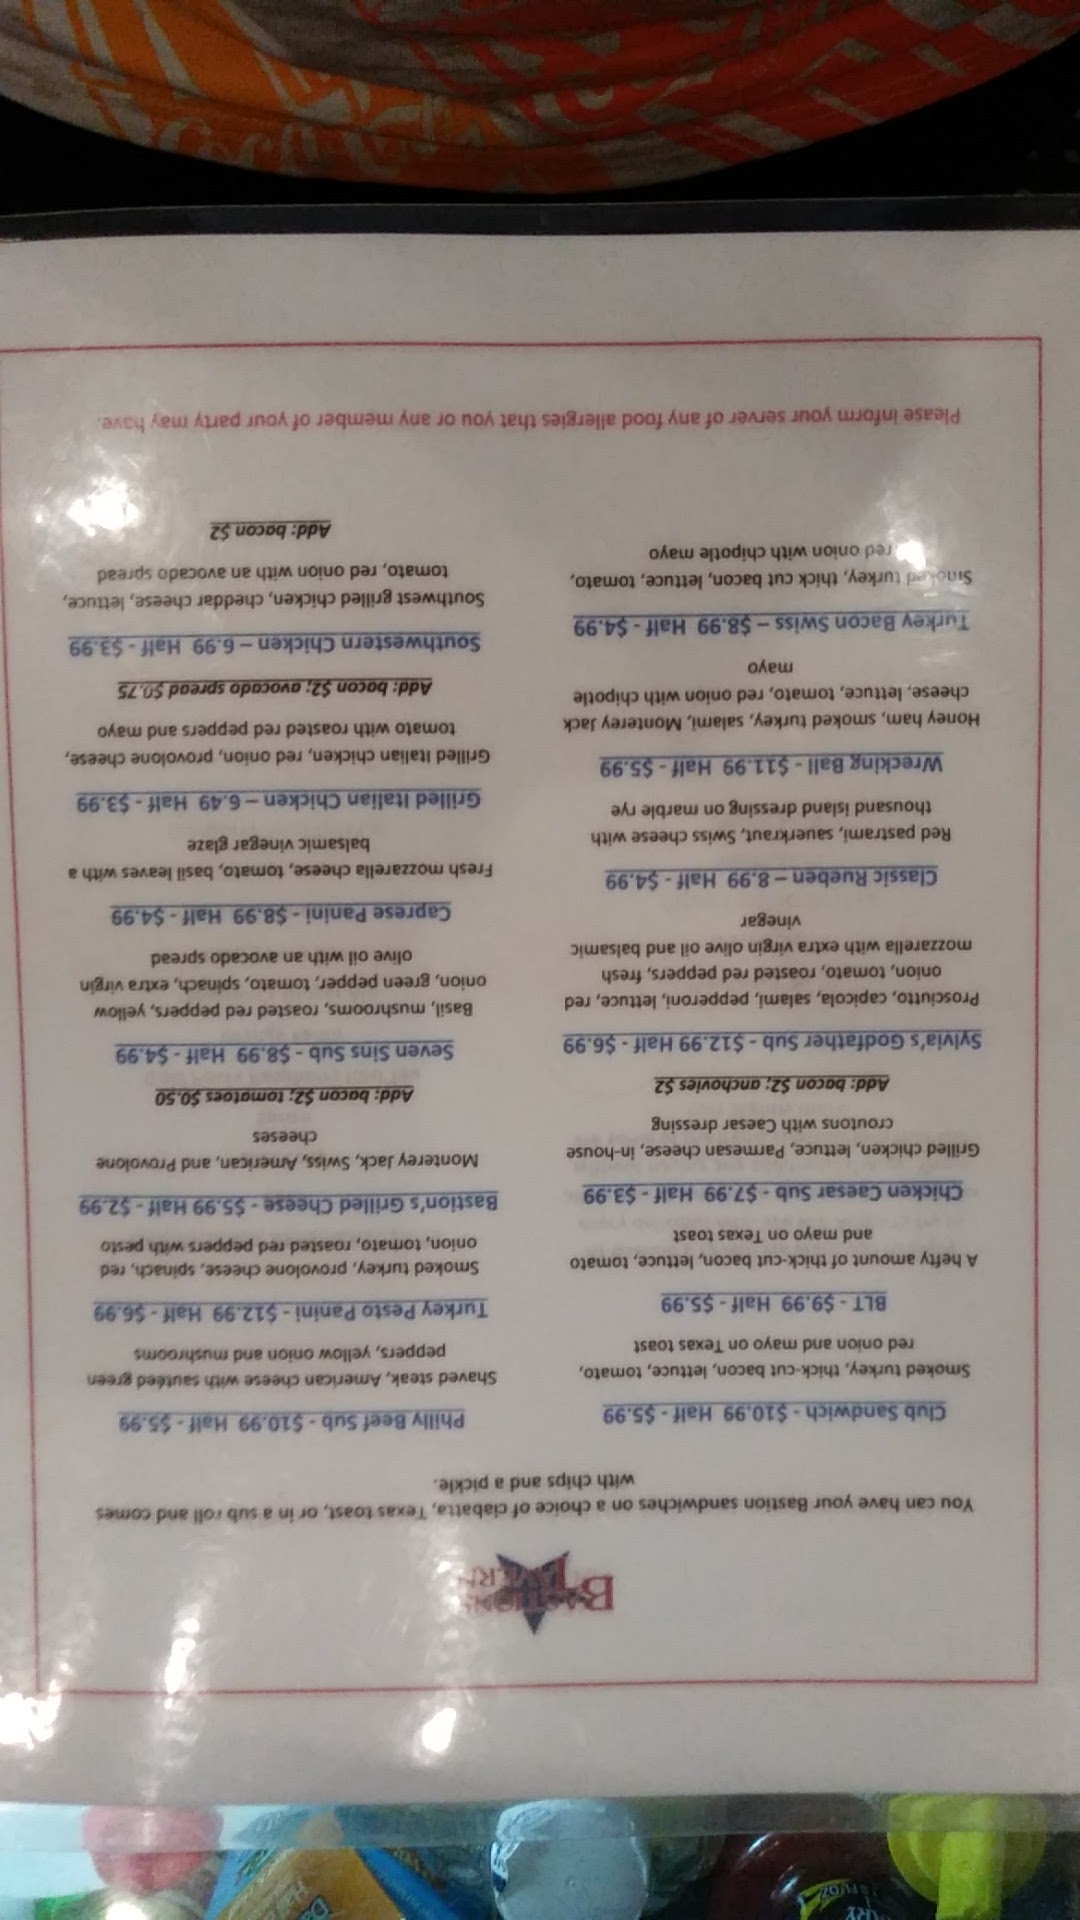 BASTIONS
TAVERN
You can have your Bastion sandwiches on a choice of ciabatta, Texas toast, or in a sub roll and comes
with chips and a pickle.
Club Sandwich - $10.99 Half - $5.99
Smoked turkey, thick-cut bacon, lettuce, tomato,
red onion and mayo on Texas toast
BLT - $9.99 Half - $5.99
A hefty amount of thick-cut bacon, lettuce, tomato
and mayo on Texas toast
Chicken Caesar Sub - $7.99 Half - $3.99
Grilled chicken, lettuce, Parmesan cheese, in-house
croutons with Caesar dressing
Add: bacon $2; anchovies $2
Sylvia's Godfather Sub - $12.99 Half - $6.99
Prosciutto, capicola, salami, pepperoni, lettuce, red
onion, tomato, roasted red peppers, fresh
mozzarella with extra virgin olive oil and balsamic
vinegar
Classic Rueben – 8.99 Half - $4.99
Red pastrami, sauerkraut, Swiss cheese with
thousand island dressing on marble rye
Wrecking Ball - $11.99 Half - $5.99
Honey ham, smoked turkey, salami, Monterey Jack
cheese, lettuce, tomato, red onion with chipotle
mayo
Turkey Bacon Swiss – $8.99 Half - $4.99
Smoked turkey, thick cut bacon, lettuce, tomato,
red onion with chipotle mayo
Philly Beef Sub - $10.99 Half - $5.99
Shaved steak, American cheese with sautéed green
peppers, yellow onion and mushrooms
Turkey Pesto Panini - $12.99 Half - $6.99
Smoked turkey, provolone cheese, spinach, red
onion, tomato, roasted red peppers with pesto
Bastion's Grilled Cheese - $5.99 Half - $2.99
Monterey Jack, Swiss, American, and Provolone
cheeses
Add: bacon $2; tomatoes $0.50
Seven Sins Sub - $8.99 Half - $4.99
Basil, mushrooms, roasted red peppers, yellow
onion, green pepper, tomato, spinach, extra virgin
olive oil with an avocado spread
Caprese Panini - $8.99 Half - $4.99
Fresh mozzarella cheese, tomato, basil leaves with a
balsamic vinegar glaze
Grilled Italian Chicken – 6.49 Half - $3.99
Grilled Italian chicken, red onion, provolone cheese,
tomato with roasted red peppers and mayo
Add: bacon $2; avocado spread $0.75
Southwestern Chicken – 6.99 Half - $3.99
Southwest grilled chicken, cheddar cheese, lettuce,
tomato, red onion with an avocado spread
Add: bacon $2
Please inform your server of any food allergies that you or any member of your party may have.